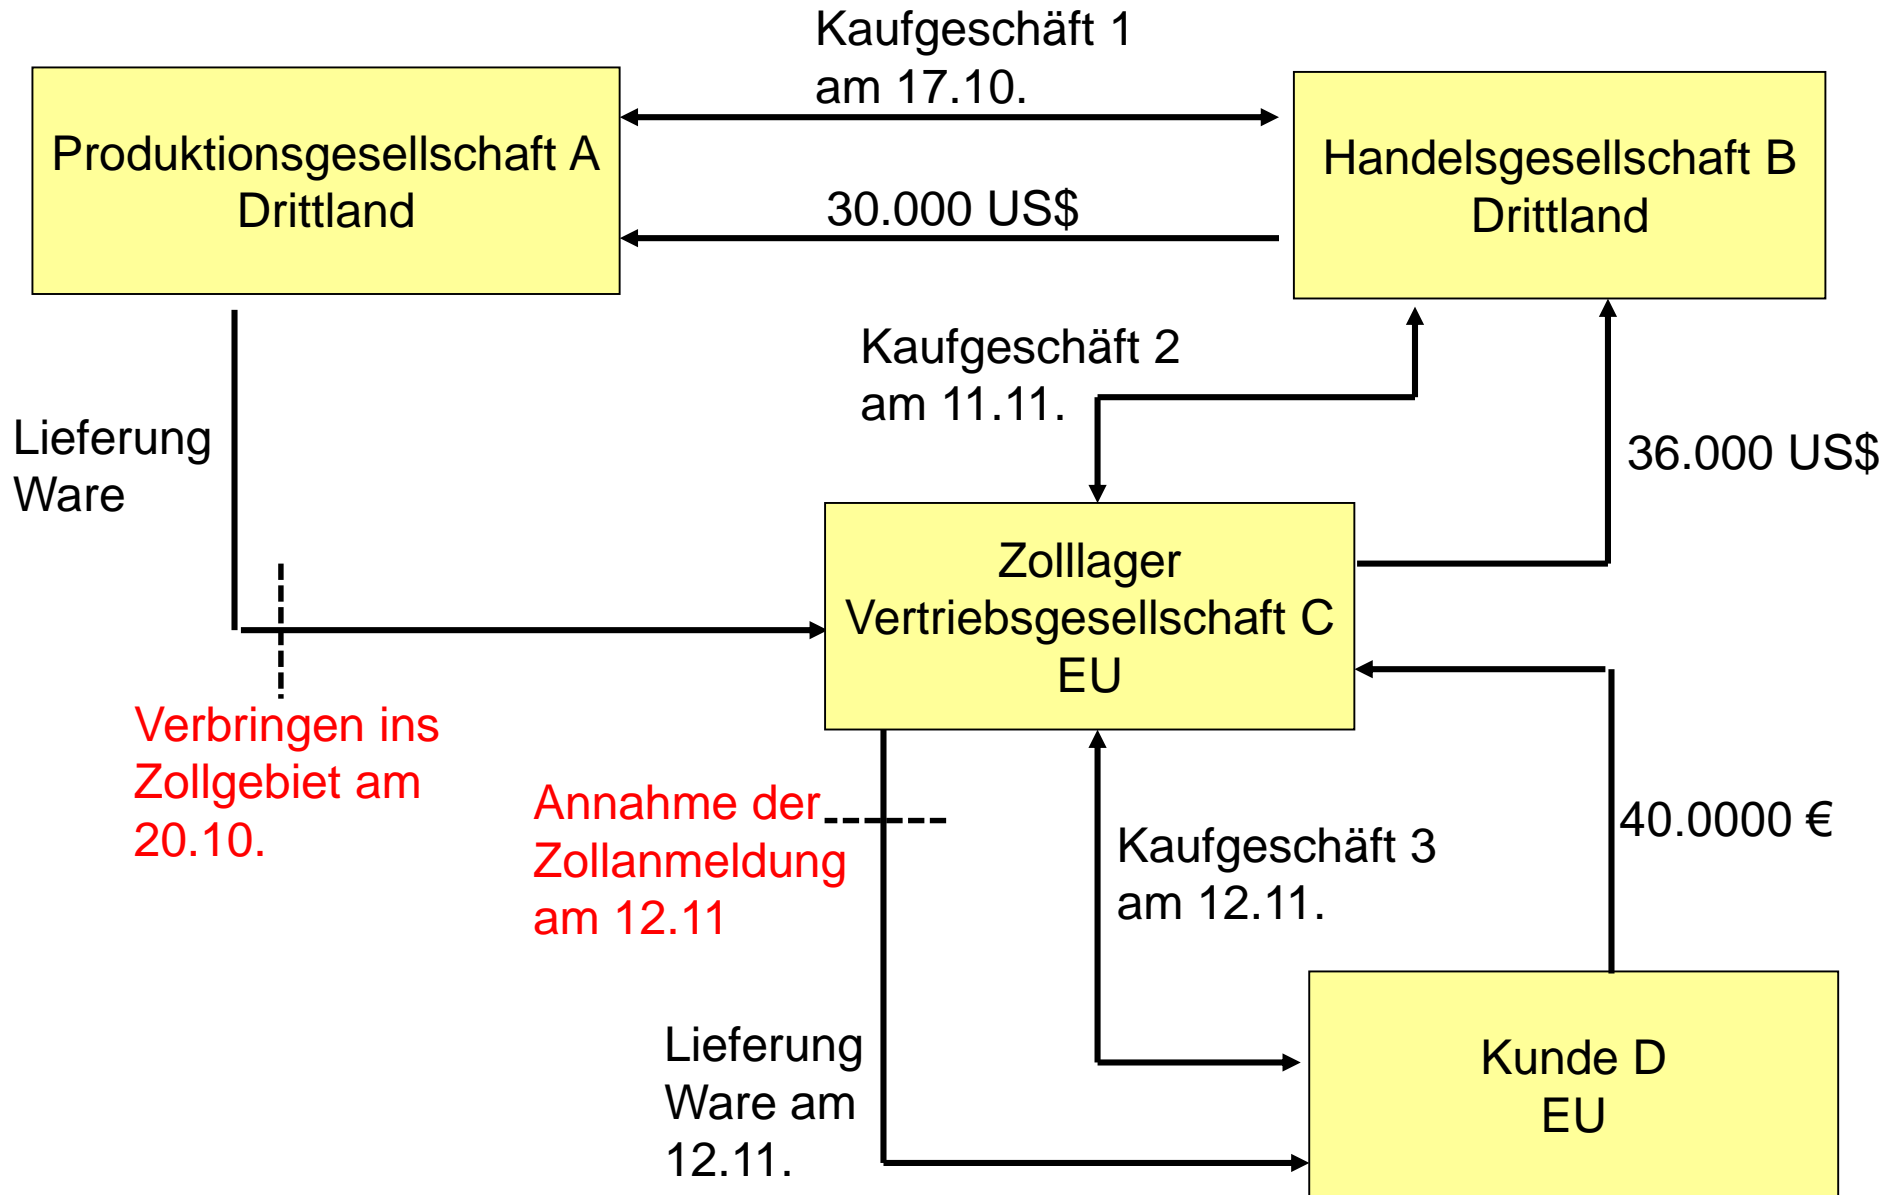 Kaufgeschäft 1
am 17.10.
Produktionsgesellschaft A
Drittland
Handelsgesellschaft B
Drittland
30.000 US$
Kaufgeschäft 2
am 11.11.
Lieferung
Ware
36.000 US$
Zolllager
Vertriebsgesellschaft C
EU
Verbringen ins
Zollgebiet am
20.10.
Annahme der
Zollanmeldung
am 12.11
Kaufgeschäft 3
am 12.11.
40.0000 €
Lieferung
Ware am
12.11.
Kunde D
EU